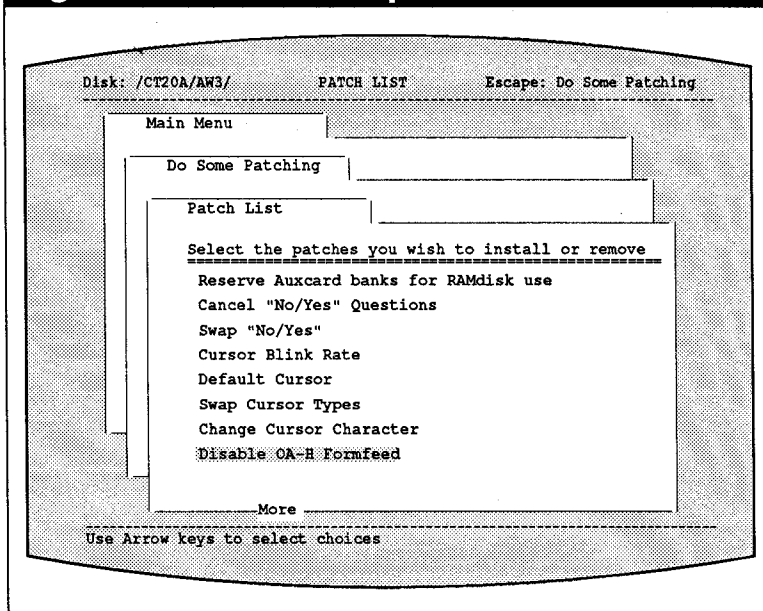 Disk: /CT20A/AW3/ PATCH LIST Escape: Do Some Patching
Main Menu
Do Some Patching
Patch List
Select the patches you wish to install or remove
Reserve Auxcard banks for RAMdisk use
Cancel "No/Yes" Questions
Swap "No/Yes"
Cursor Blink Rate
Default Cursor
Swap Cursor Types
Change Cursor Character
Disable OA-H Formfeed
More
Use Arrow keys to select choices